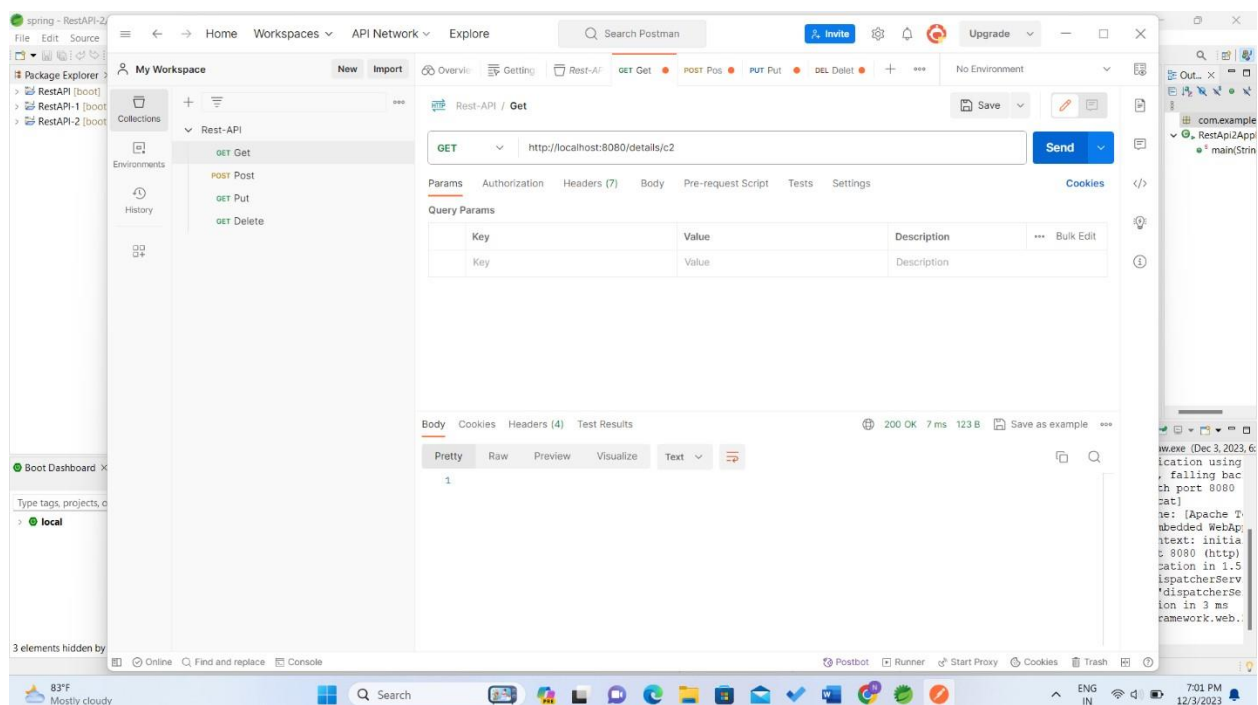 spring - RestAPI-2/
File Edit Source
Package Explorer
RestAPI [boot]
RestAPI-1 [boot
RestAPI-2 [boot
Boot Dashboard
Type tags, projects, o
local
3 elements hidden by
Home Workspaces API Network Explore
Search Postman
Invite
Upgrade
My Workspace
New Import
Overvie Getting Rest-AF GET Get POST Pos PUT Put DEL Delet
No Environment
Collections
Environments
History
Rest-API
GET Get
POST Post
GET Put
GET Delete
HTTP Rest-API / Get
Save
GET http://localhost:8080/details/c2
Send
Params Authorization Headers (7) Body Pre-request Script Tests Settings
Cookies
Query Params
Key Value Description Bulk Edit
Key Value Description
Body Cookies Headers (4) Test Results
200 OK 7 ms 123 B Save as example
Pretty Raw Preview Visualize Text
1
Online Find and replace Console
Postbot Runner Start Proxy Cookies Trash
Out...
com.example
RestApi2Appl
main(Strin
w.exe (Dec 3, 2023, 6:
ication using
, falling bac
th port 8080
cat]
ne: [Apache T
mbedded WebAp
ntext: initia
t 8080 (http)
cation in 1.5
ispatcherServ
'dispatcherSe
ion in 3 ms
ramework.web.
83°F
Mostly cloudy
Search
ENG
IN
7:01 PM
12/3/2023